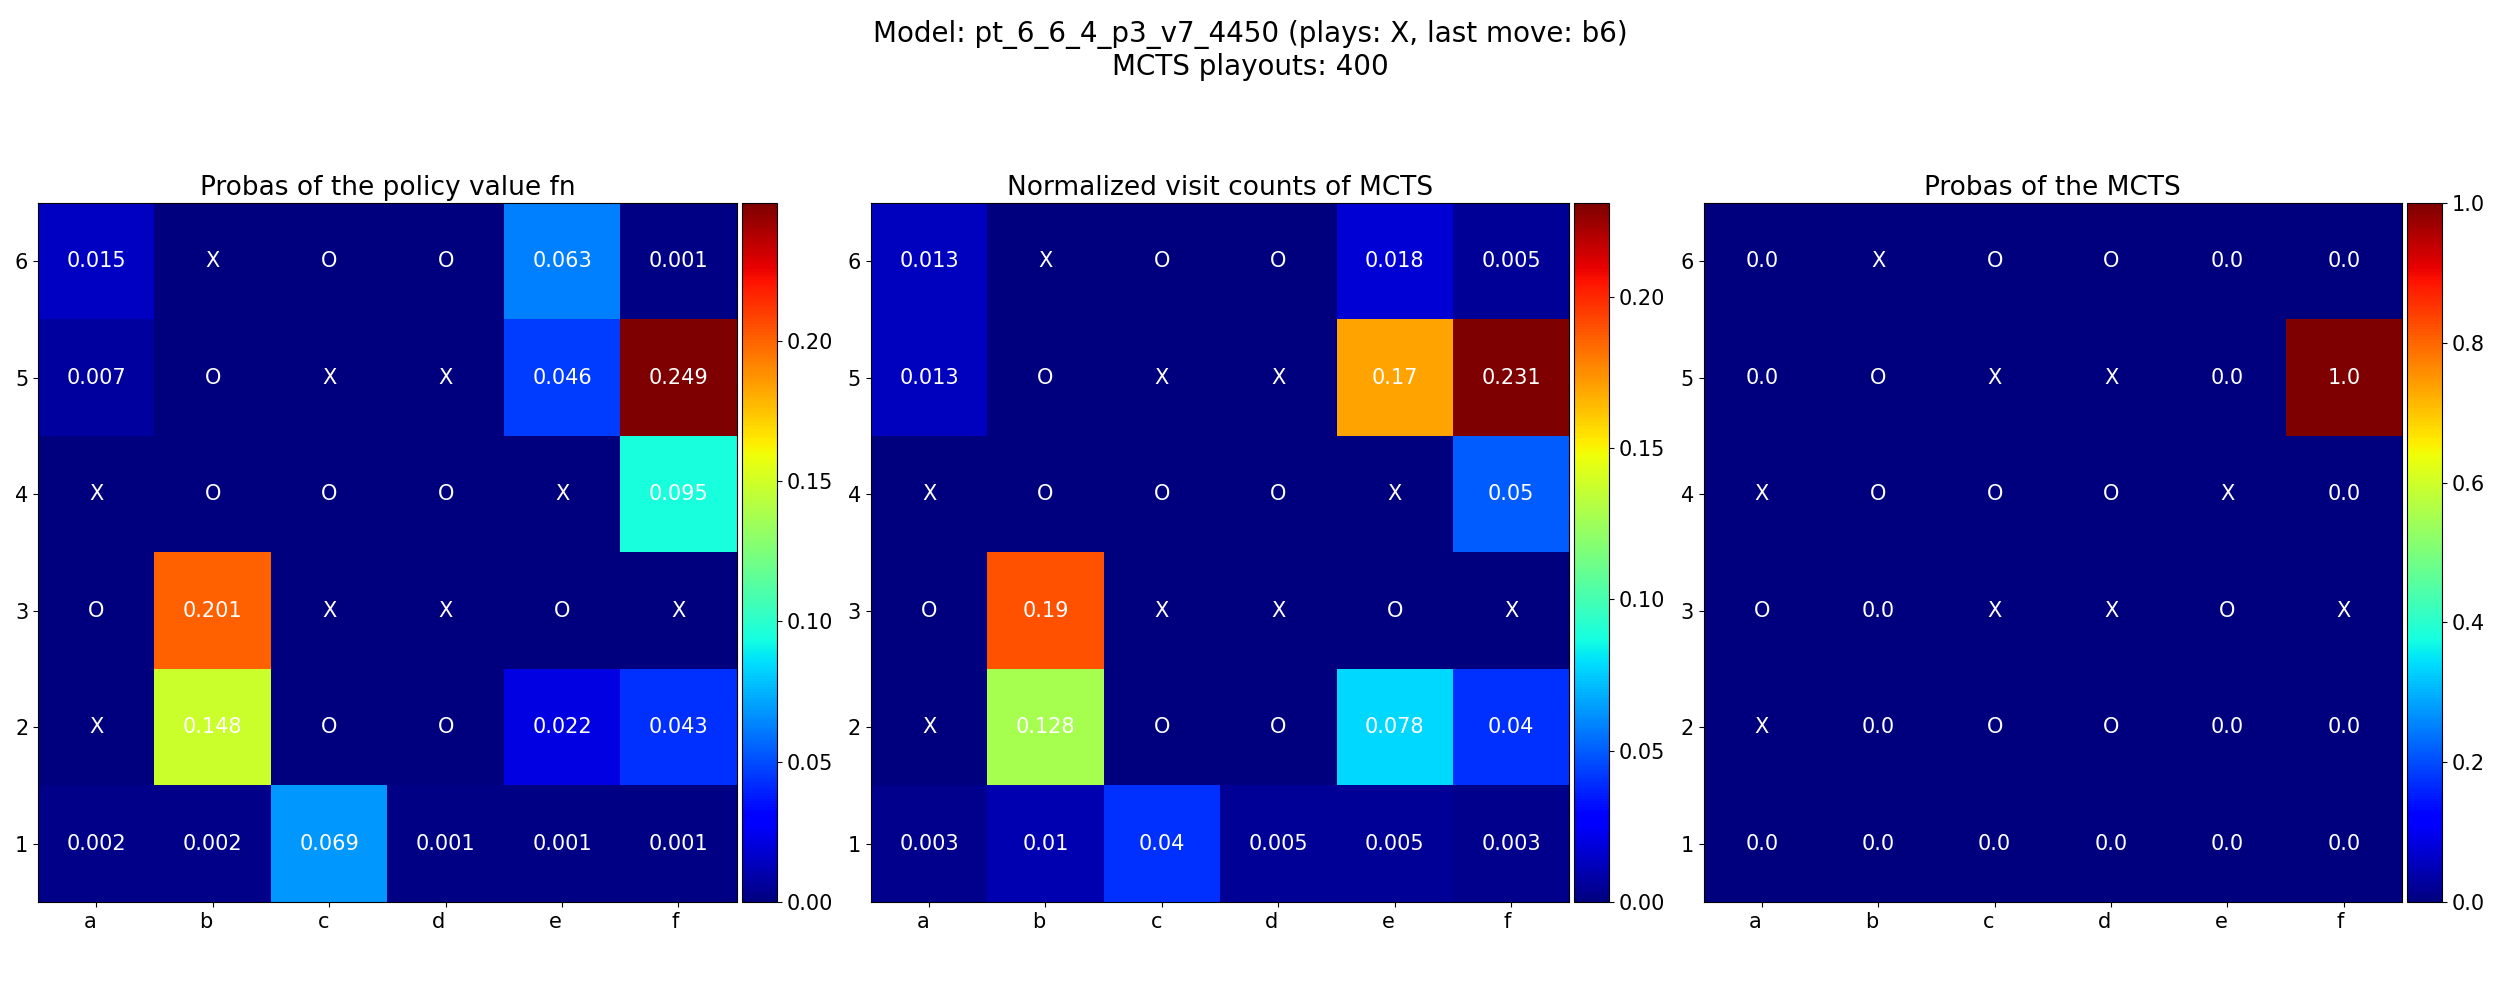 Model: pt_6_6_4_p3_v7_4450 (plays: X, last move: b6)
MCTS playouts: 400
Probas of the policy value fn
6 0.015 X O O 0.063 0.001
5 0.007 O X X 0.046 0.249
4 X O O O X 0.095
3 O 0.201 X X O X
2 X 0.148 O O 0.022 0.043
1 0.002 0.002 0.069 0.001 0.001 0.001
a b c d e f
0.20
0.15
0.10
0.05
0.00
Normalized visit counts of MCTS
6 0.013 X O O 0.018 0.005
5 0.013 O X X 0.17 0.231
4 X O O O X 0.05
3 O 0.19 X X O X
2 X 0.128 O O 0.078 0.04
1 0.003 0.01 0.04 0.005 0.005 0.003
a b c d e f
0.20
0.15
0.10
0.05
0.00
Probas of the MCTS
6 0.0 X O O 0.0 0.0
5 0.0 O X X 0.0 1.0
4 X O O O X 0.0
3 O 0.0 X X O X
2 X 0.0 O O 0.0 0.0
1 0.0 0.0 0.0 0.0 0.0 0.0
a b c d e f
1.0
0.8
0.6
0.4
0.2
0.0